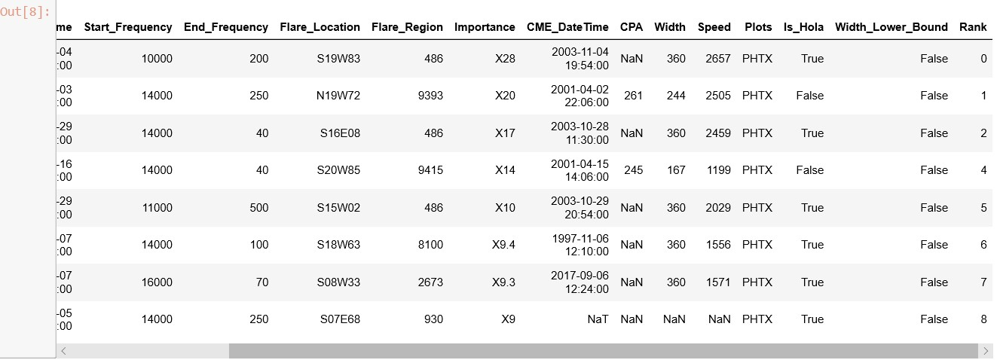 Out[8]:
me Start_Frequency End_Frequency Flare_Location Flare_Region Importance CME_DateTime CPA Width Speed Plots Is_Hola Width_Lower_Bound Rank
-04 10000 200 S19W83 486 X28 2003-11-04 NaN 360 2657 PHTX True False 0
:00 19:54:00
-03 14000 250 N19W72 9393 X20 2001-04-02 261 244 2505 PHTX False False 1
:00 22:06:00
-29 14000 40 S16E08 486 X17 2003-10-28 NaN 360 2459 PHTX True False 2
:00 11:30:00
-16 14000 40 S20W85 9415 X14 2001-04-15 245 167 1199 PHTX False False 4
:00 14:06:00
-29 11000 500 S15W02 486 X10 2003-10-29 NaN 360 2029 PHTX True False 5
:00 20:54:00
-07 14000 100 S18W63 8100 X9.4 1997-11-06 NaN 360 1556 PHTX True False 6
:00 12:10:00
-07 16000 70 S08W33 2673 X9.3 2017-09-06 NaN 360 1571 PHTX True False 7
:00 12:24:00
-05 14000 250 S07E68 930 X9 NaT NaN NaN NaN PHTX True False 8
:00